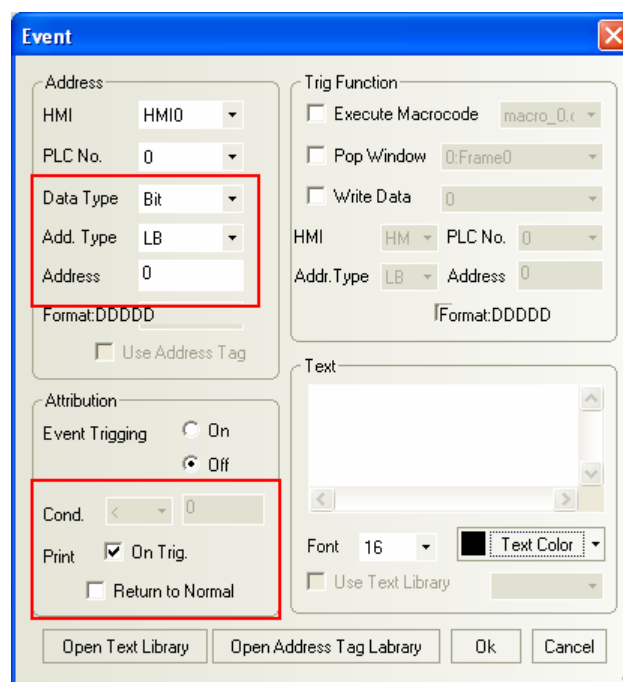 Event
Address
HMI HMI0
PLC No. 0
Data Type Bit
Add. Type LB
Address 0
Format:DDDDD
Use Address Tag
Attribution
Event Trigging On
Off
Cond. < 0
Print On Trig.
Return to Normal
Trig Function
Execute Macrocode macro_0.c
Pop Window 0:Frame0
Write Data 0
HMI HM PLC No. 0
Addr.Type LB Address 0
Format:DDDDD
Text
Font 16 Text Color
Use Text Library
Open Text Library Open Address Tag Labrary Ok Cancel